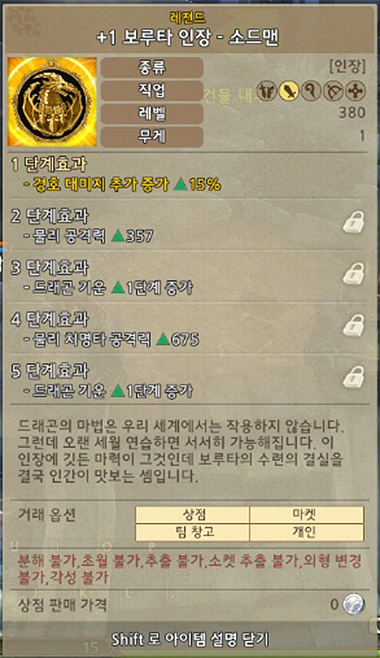 레전드
+1 보루타 인장 - 소드맨
종류 [인장]
직업
레벨 380
무게 1
1 단계효과
- 경호 대미지 추가 증가 ▲15%
2 단계효과
- 물리 공격력 ▲357
3 단계효과
- 드래곤 기운 ▲1단계 증가
4 단계효과
- 물리 치명타 공격력 ▲675
5 단계효과
- 드래곤 기운 ▲1단계 증가
드래곤의 마법은 우리 세계에서는 작용하지 않습니다.
그런데 오랜 세월 연습하면 서서히 가능해집니다. 이
인장에 깃든 마력이 그것인데 보루타의 수련의 결실을
결국 인간이 맛보는 셈입니다.
거래 옵션 상점 마켓
팀 창고 개인
분해 불가,초월 불가,추출 불가,소켓 추출 불가,외형 변경
불가,각성 불가
상점 판매 가격 0
Shift 로 아이템 설명 닫기